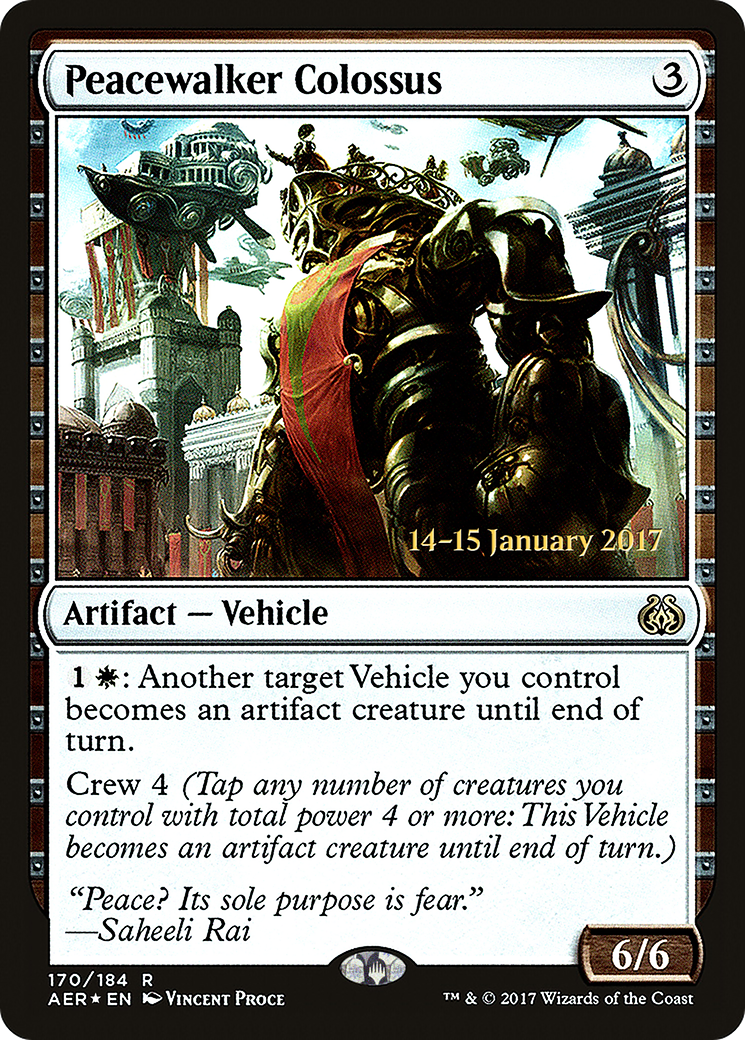 Peacewalker Colossus 3
14–15 January 2017
Artifact — Vehicle
1 : Another target Vehicle you control
becomes an artifact creature until end of
turn.
Crew 4 (Tap any number of creatures you
control with total power 4 or more: This Vehicle
becomes an artifact creature until end of turn.)
“Peace? Its sole purpose is fear.”
—Saheeli Rai
6/6
170/184 R
AER★EN Vincent Proce
™ & © 2017 Wizards of the Coast